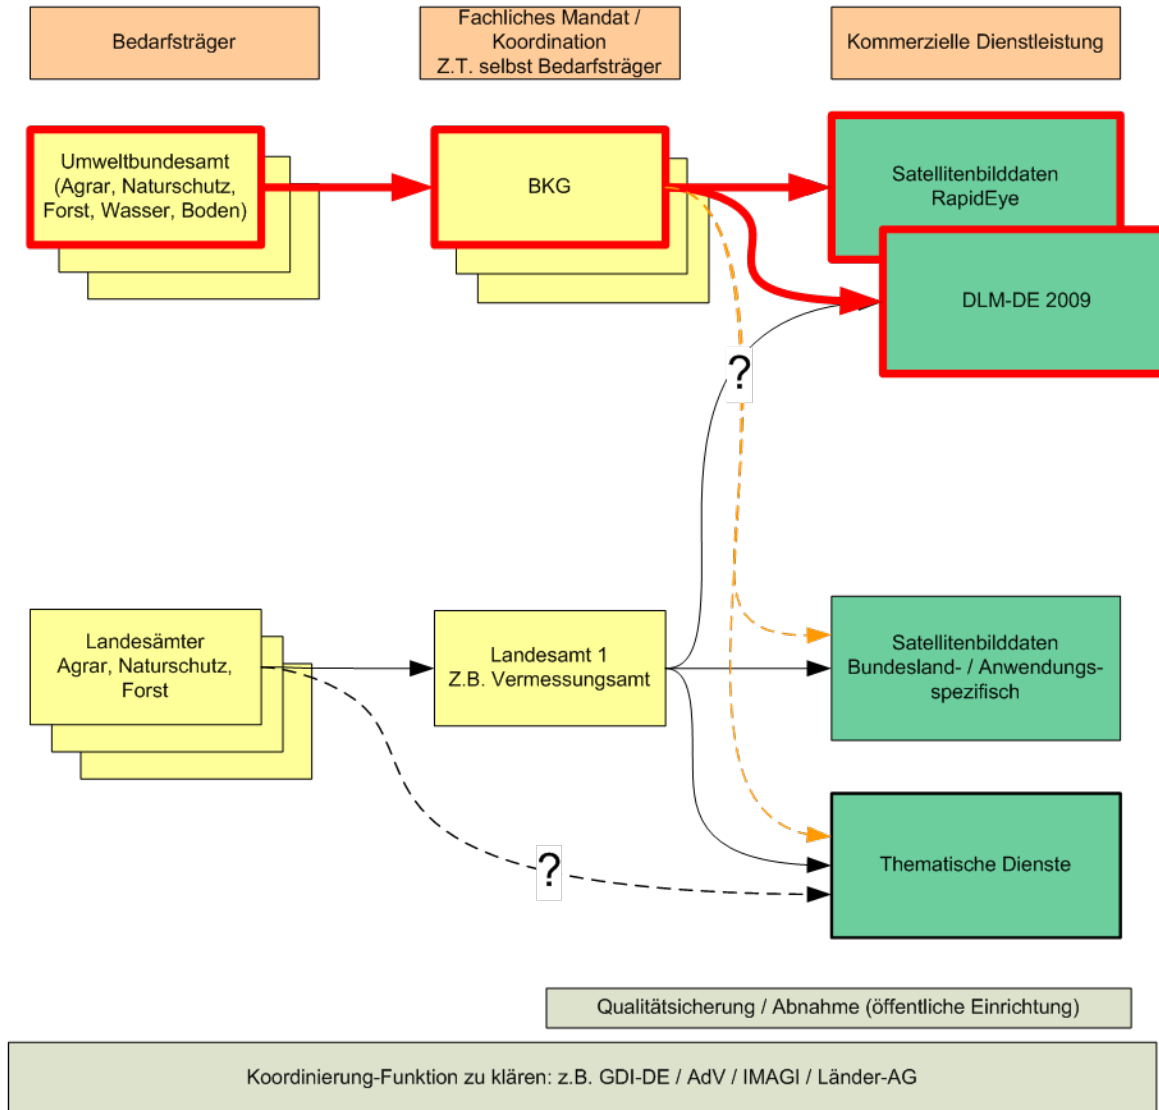 Bedarfsträger
Fachliches Mandat /
Koordination
Z.T. selbst Bedarfsträger
Kommerzielle Dienstleistung
Umweltbundesamt
(Agrar, Naturschutz,
Forst, Wasser, Boden)
BKG
Satellitenbilddaten
RapidEye
DLM-DE 2009
?
Landesämter
Agrar, Naturschutz,
Forst
Landesamt 1
Z.B. Vermessungsamt
Satellitenbilddaten
Bundesland- / Anwendungs-
spezifisch
?
Thematische Dienste
Qualitätsicherung / Abnahme (öffentliche Einrichtung)
Koordinierung-Funktion zu klären: z.B. GDI-DE / AdV / IMAGI / Länder-AG